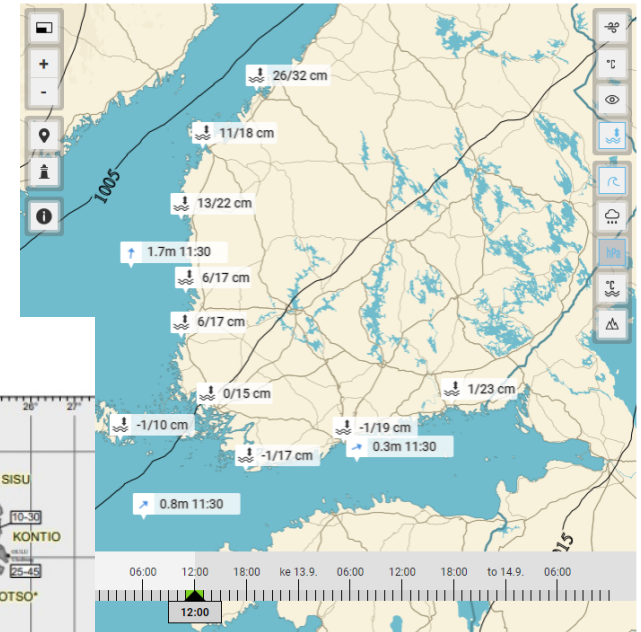 +
°C
26/32 cm
-
11/18 cm
1005
13/22 cm
1.7m 11:30
hPa
6/17 cm
°C
6/17 cm
0/15 cm
1/23 cm
26° 27°
-1/10 cm
-1/19 cm
0.3m 11:30
-1/17 cm
SISU
0.8m 11:30
10-30
KONTIO
015
25-45
06:00 12:00 18:00 ke 13.9. 06:00 12:00 18:00 to 14.9. 06:00
OTSO*
12:00